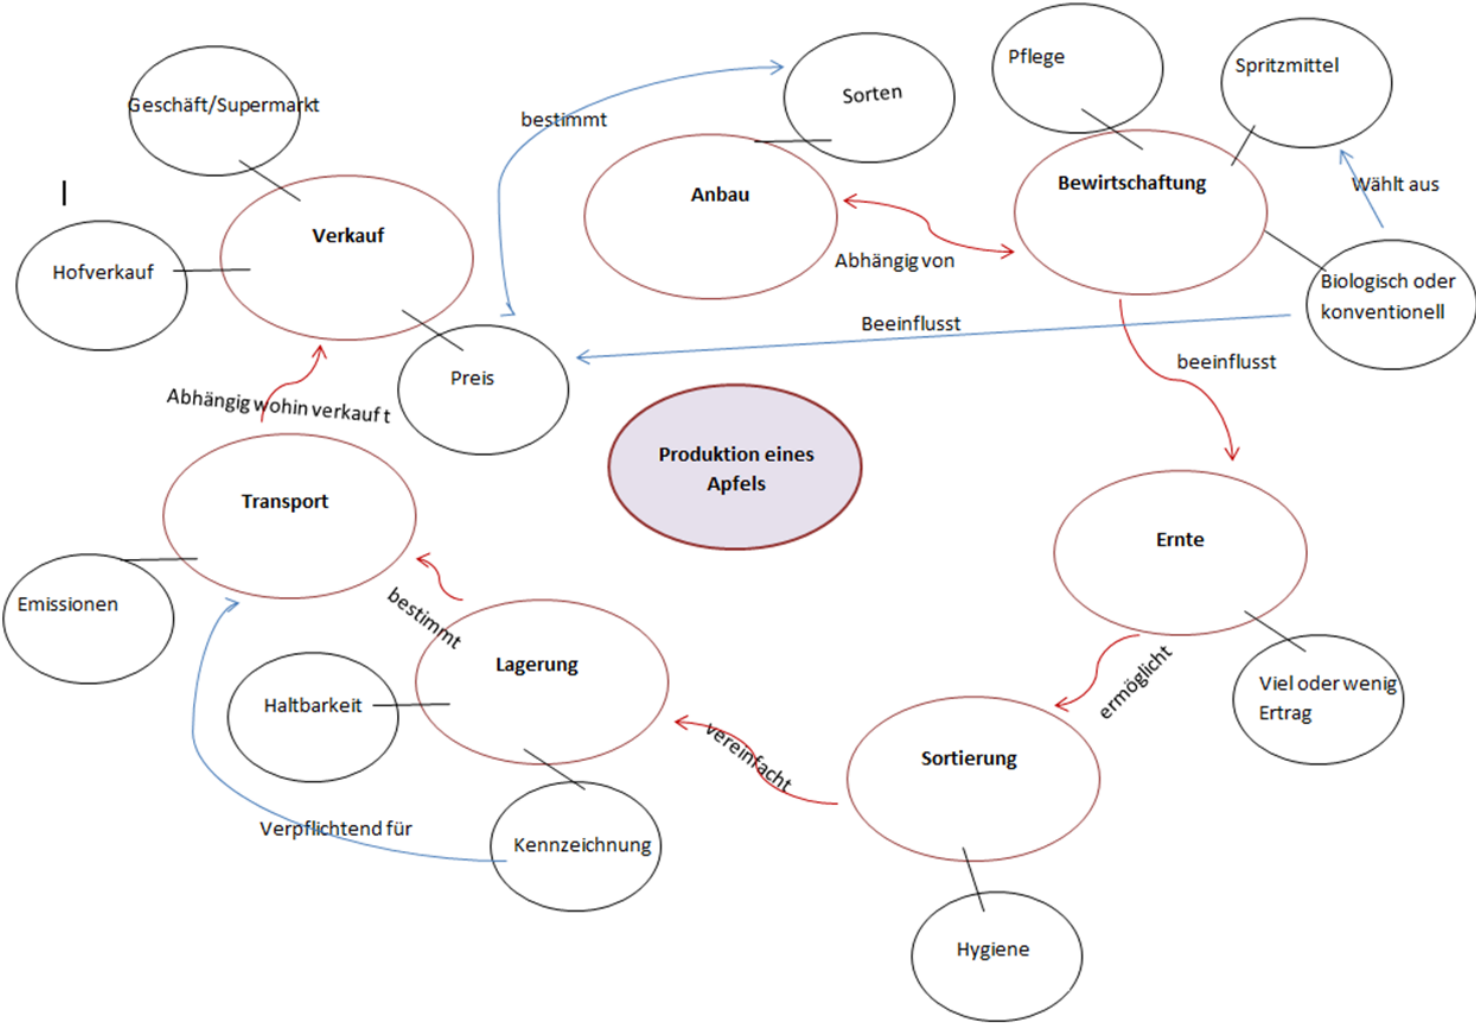 Pflege
Spritzmittel
Sorten
Geschäft/Supermarkt
bestimmt
Anbau
Bewirtschaftung
Wählt aus
Verkauf
Hofverkauf
Abhängig von
Biologisch oder
konventionell
Beeinflusst
beeinflusst
Preis
Abhängig wohin verkauft
Produktion eines
Apfels
Transport
Ernte
Emissionen
bestimmt
Lagerung
Haltbarkeit
ermöglicht
Viel oder wenig
Ertrag
vereinfacht
Sortierung
Verpflichtend für
Kennzeichnung
Hygiene